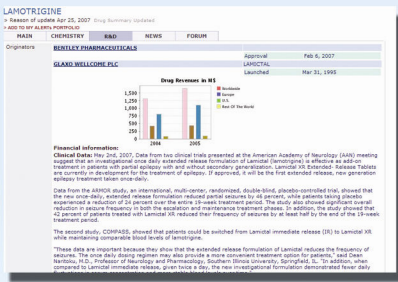 LAMOTRIGINE
» Reason of update Apr 25, 2007 Drug Summary Updated
» ADD TO MY ALERTS PORTFOLIO
MAIN CHEMISTRY R&D NEWS FORUM
Originators BENTLEY PHARMACEUTICALS
Approval Feb 6, 2007
GLAXO WELLCOME PLC LAMICTAL
Launched Mar 31, 1995
Drug Revenues in M$
1,500
1,250
1,000
750
500
250
0
2004 2005
Worldwide
Europe
U.S.
Rest Of The World
Financial information:
Clinical Data: May 2nd, 2007, Data from two clinical trials presented at the American Academy of Neurology (AAN) meeting
suggest that an investigational once daily extended release formulation of Lamictal (lamotrigine) is effective as add-on
treatment in patients with partial epilepsy with and without secondary generalization. Lamictal XR Extended- Release Tablets
are currently in development for the treatment of epilepsy. If approved, it will be the first extended release, new generation
epilepsy treatment taken once-daily.
Data from the ARMOR study, an international, multi-center, randomized, double-blind, placebo-controlled trial, showed that
the new once-daily, extended release formulation reduced partial seizures by 46 percent, while patients taking placebo
experienced a reduction of 24 percent over the entire 19-week treatment period. The study also showed significant overall
reduction in seizure frequency in both the escalation and maintenance treatment phases. In addition, the study showed that
42 percent of patients treated with Lamictal XR reduced their frequency of seizures by at least half by the end of the 19-week
treatment period.
The second study, COMPASS, showed that patients could be switched from Lamictal immediate release (IR) to Lamictal XR
while maintaining comparable blood levels of lamotrigine.
"These data are important because they show that the extended release formulation of Lamictal reduces the frequency of
seizures. The once daily dosing regimen may also provide a more convenient treatment option for patients," said Dean
Naritoku, M.D., Professor of Neurology and Pharmacology, Southern Illinois University, Springfield, IL. "In addition, when
compared to Lamictal immediate release, given twice a day, the new investigational formulation demonstrated fewer daily